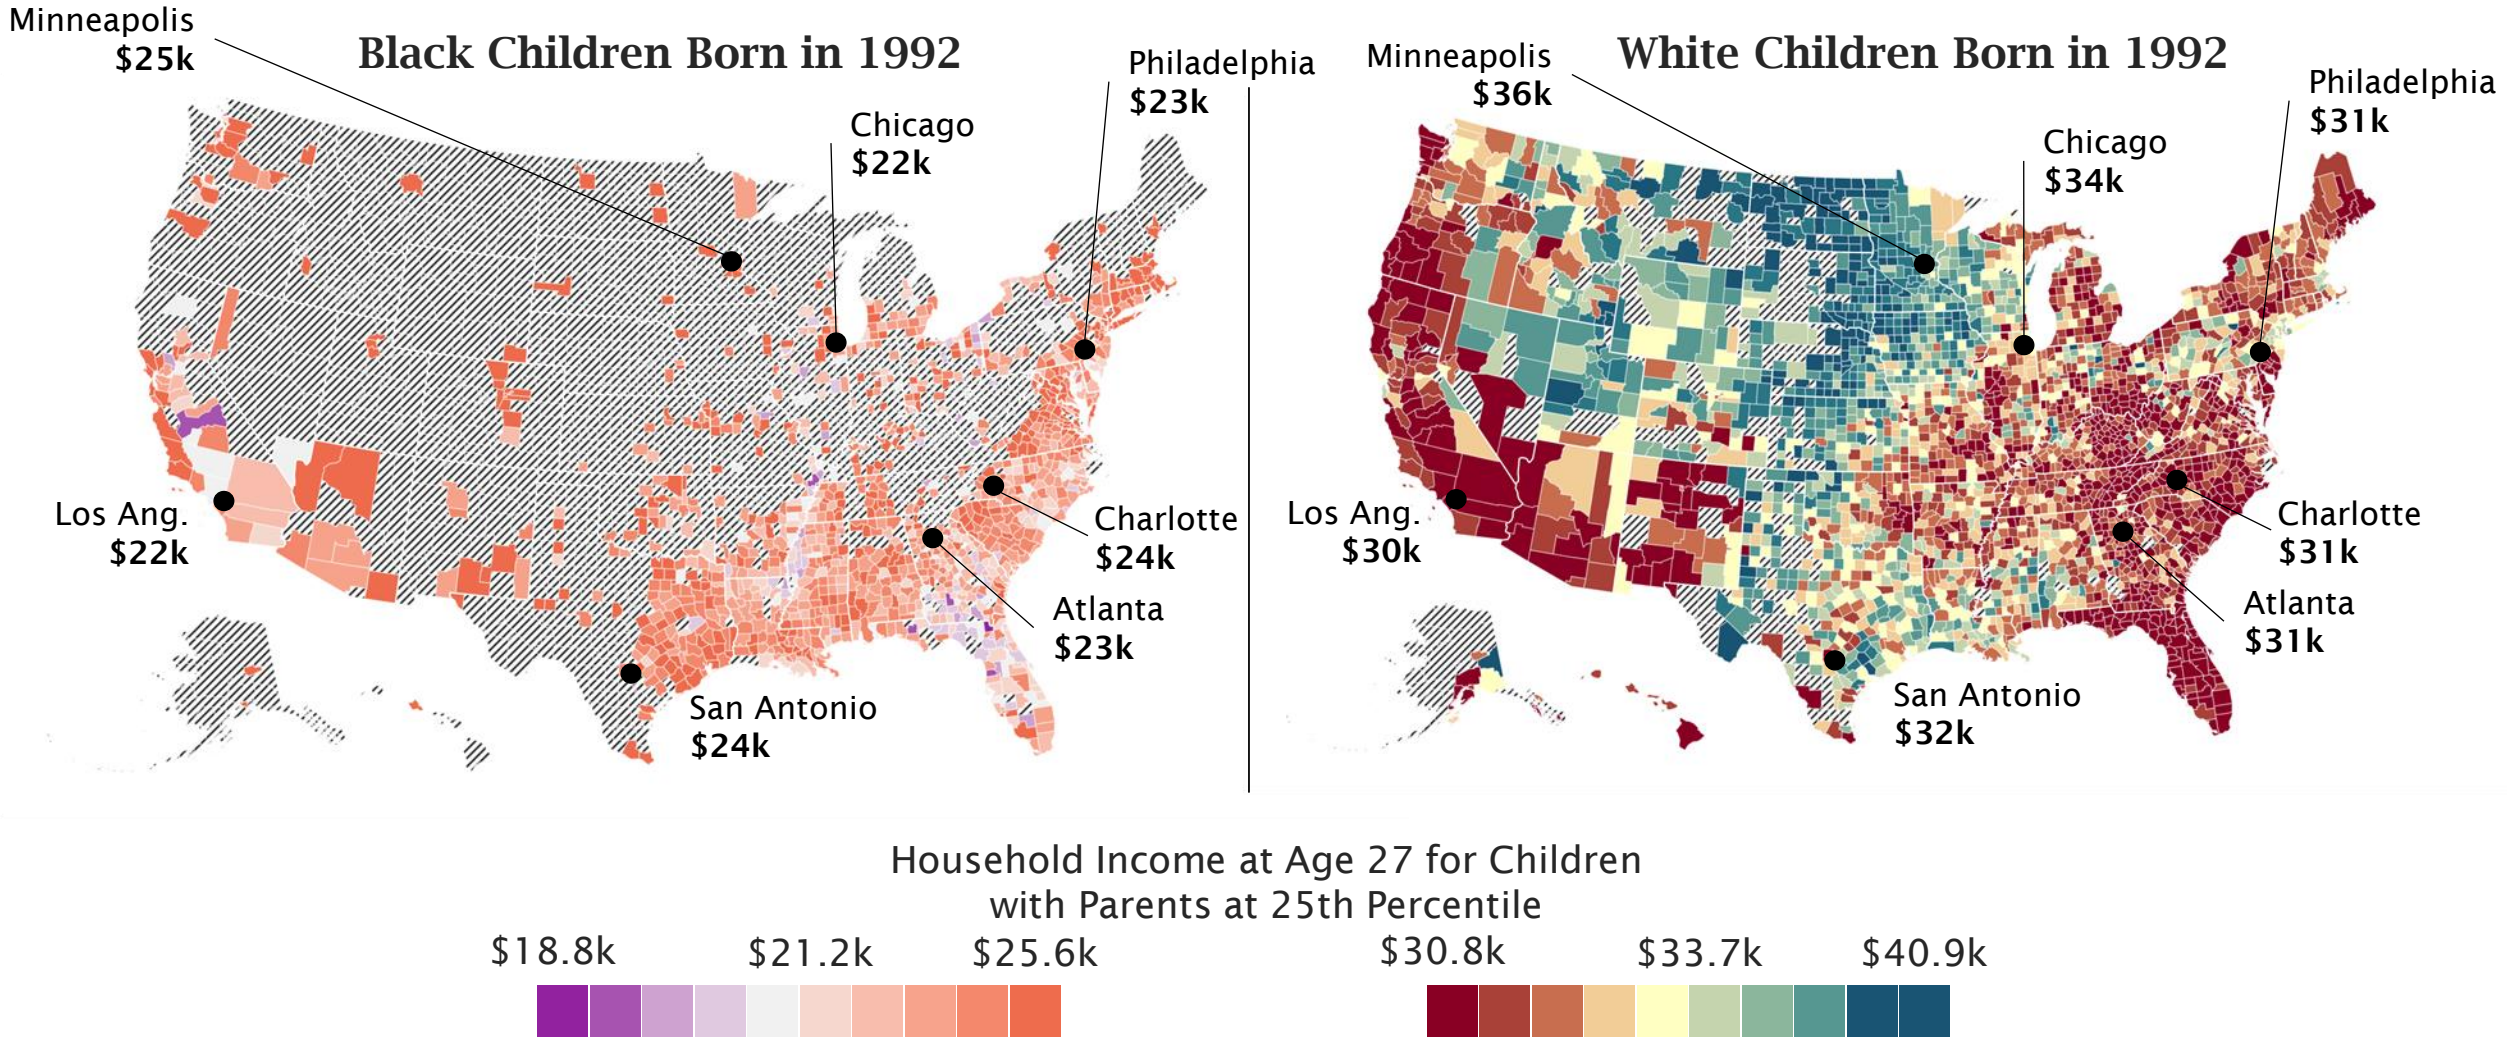 Black Children Born in 1992
Minneapolis
$25k
Chicago
$22k
Philadelphia
$23k
Los Ang.
$22k
Charlotte
$24k
Atlanta
$23k
San Antonio
$24k
White Children Born in 1992
Minneapolis
$36k
Chicago
$34k
Philadelphia
$31k
Los Ang.
$30k
Charlotte
$31k
Atlanta
$31k
San Antonio
$32k
Household Income at Age 27 for Children
with Parents at 25th Percentile
$18.8k $21.2k $25.6k
$30.8k $33.7k $40.9k